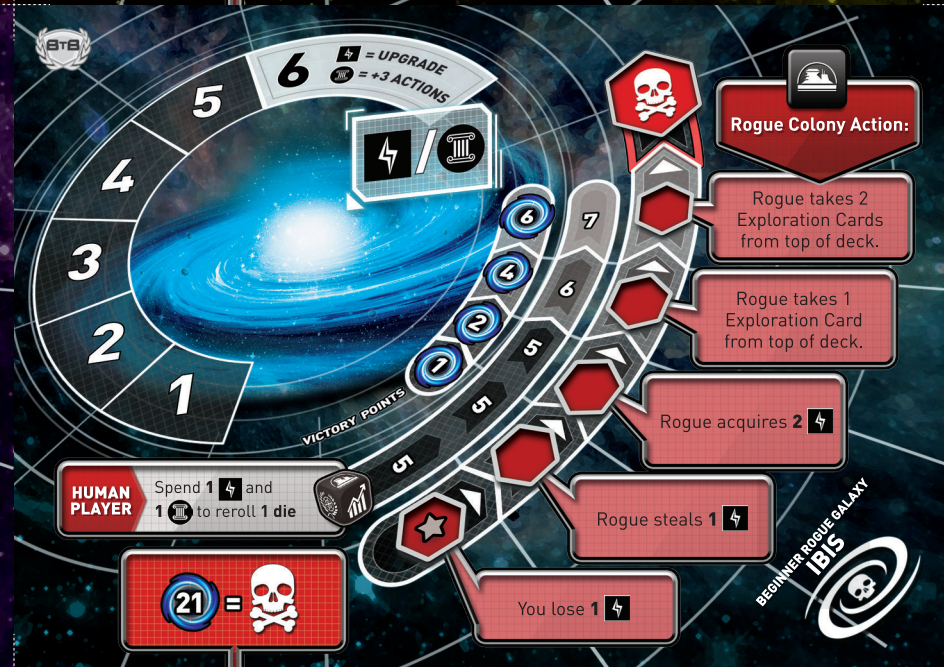 BTB
6
= UPGRADE
= +3 ACTIONS
5
4
3
2
1
/
Rogue Colony Action:
Rogue takes 2
Exploration Cards
from top of deck.
Rogue takes 1
Exploration Card
from top of deck.
Rogue acquires 2
Rogue steals 1
You lose 1
6
4
2
1
VICTORY POINTS
7
6
5
5
5
HUMAN
PLAYER
Spend 1 and
1 to reroll 1 die
21 =
BEGINNER ROGUE GALAXY
IBIS